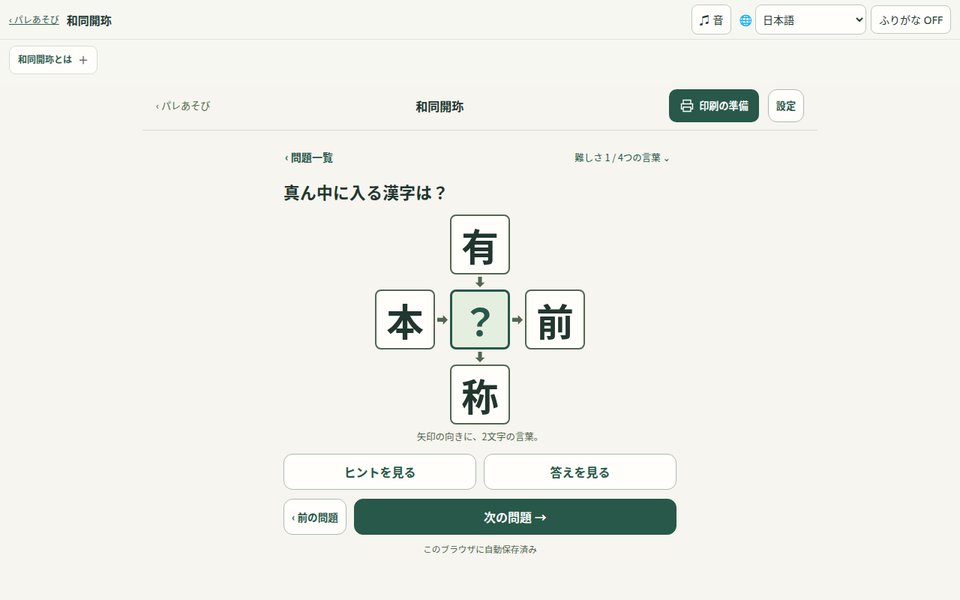 ‹ パレあそび 和同開珎 ♫ 音 🌐 日本語 ふりがな OFF
和同開珎とは ＋
‹ パレあそび 和同開珎 印刷の準備 設定
‹ 問題一覧 難しさ 1 / 4つの言葉 ⌄
真ん中に入る漢字は？
有
本 ？ 前
称
矢印の向きに、2文字の言葉。
ヒントを見る 答えを見る
‹ 前の問題 次の問題 →
このブラウザに自動保存済み